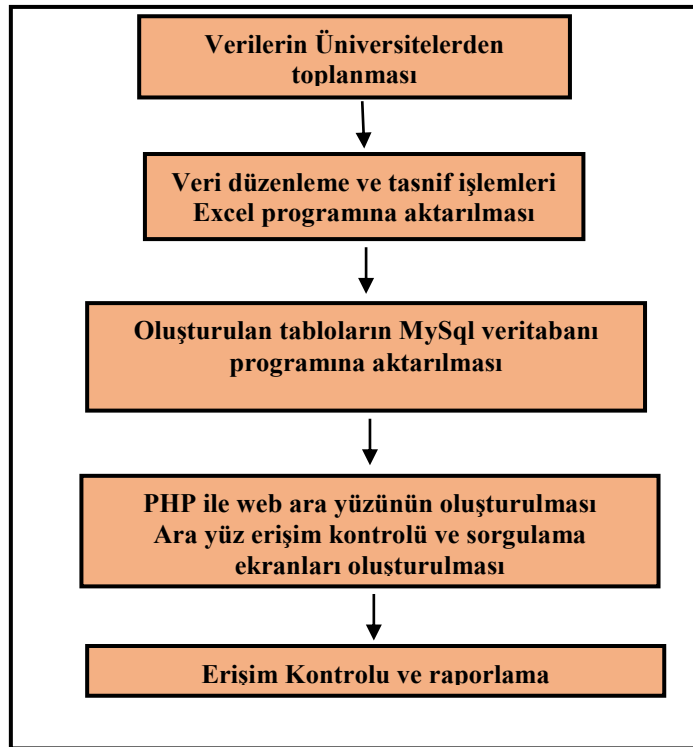 Verilerin Üniversitelerden
toplanması
Veri düzenleme ve tasnif işlemleri
Excel programına aktarılması
Oluşturulan tabloların MySql veritabanı
programına aktarılması
PHP ile web ara yüzünün oluşturulması
Ara yüz erişim kontrolü ve sorgulama
ekranları oluşturulması
Erişim Kontrolu ve raporlama